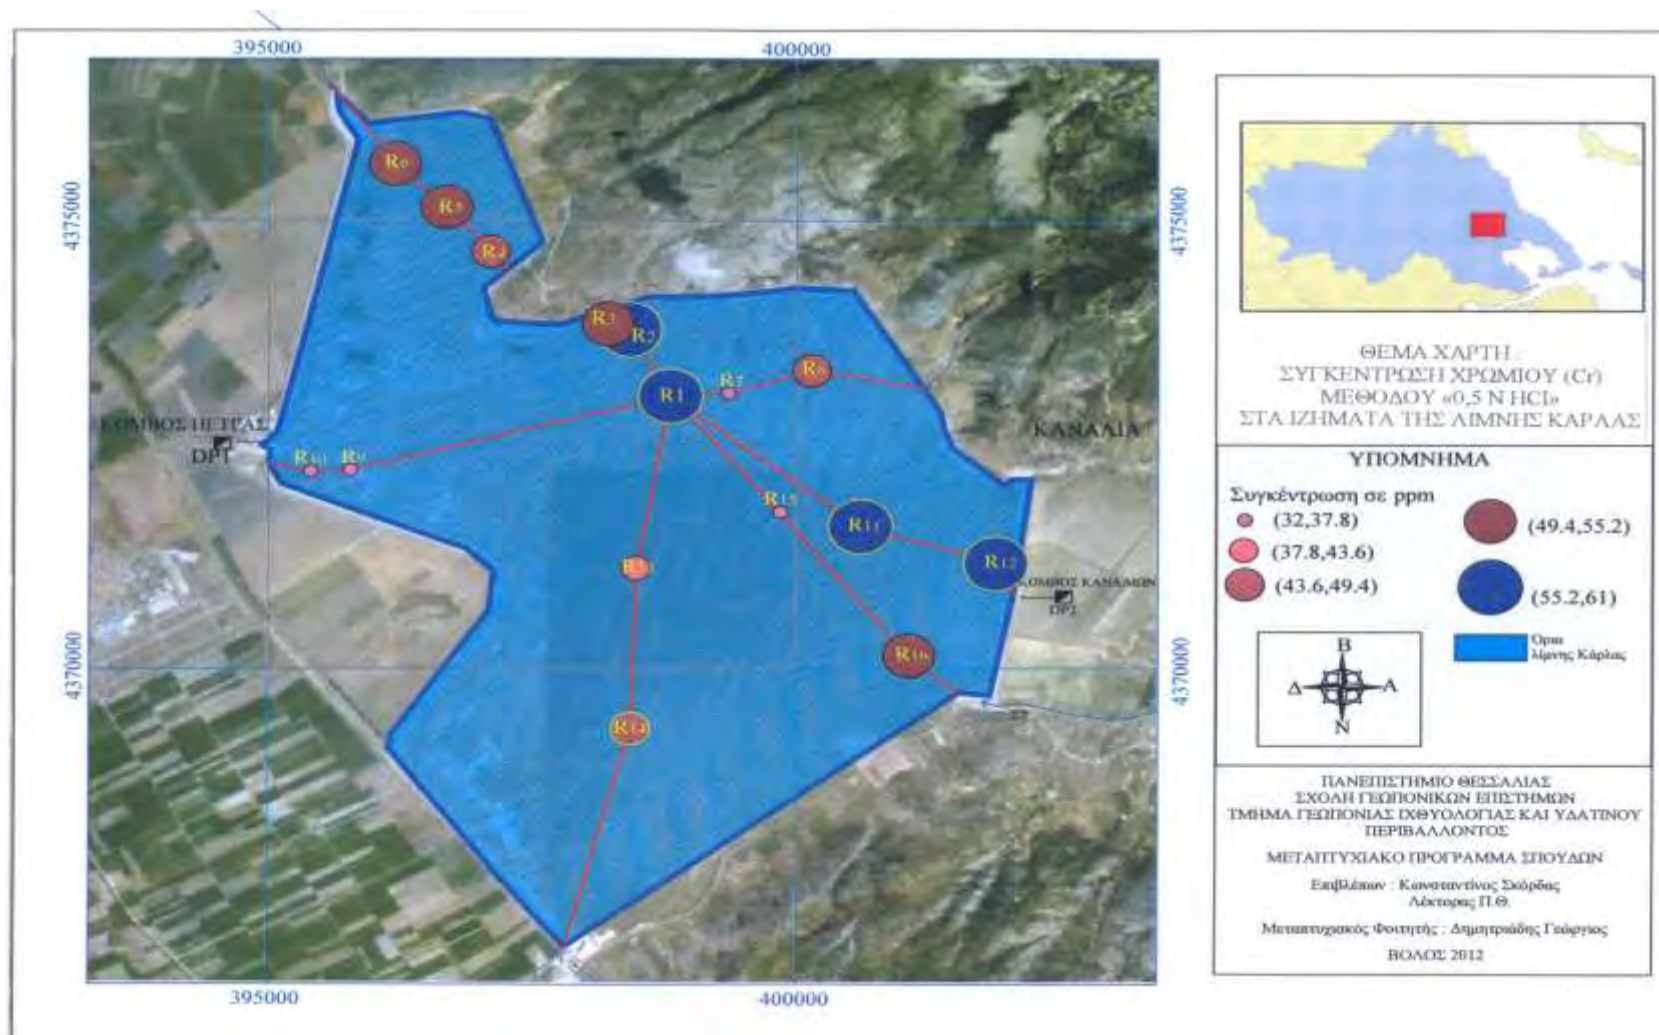 395000
400000
4375000
4375000
R6
R5
R4
R3
R2
R1
R7
R8
ΚΟΜΒΟΣ ΠΕΤΡΑΣ
DP1
R10
R9
ΚΑΝΑΛΙΑ
R15
R11
R12
ΚΟΜΒΟΣ ΚΑΝΑΛΙΩΝ
DP2
R16
4370000
4370000
R14
395000
400000
ΘΕΜΑ ΧΑРΤΗ :
ΣΥΓΚΕΝΤΡΩΣΗ ΧΡΩΜΙΟΥ (Cr)
ΜΕΘΟΔΟΥ «0,5 N HCl»
ΣΤΑ ΙΖΗΜΑΤΑ ΤΗΣ ΛΙΜΝΗΣ ΚΑΡΛΑΣ
ΥΠΟΜΝΗΜΑ
Συγκέντρωση σε ppm
(32,37.8)
(37.8,43.6)
(43.6,49.4)
(49.4,55.2)
(55.2,61)
Όρια
λίμνης Κάρλας
Β
Δ
Α
Ν
ΠΑΝΕΠΙΣΤΗΜΙΟ ΘΕΣΣΑΛΙΑΣ
ΣΧΟΛΗ ΓΕΩΠΟΝΙΚΩΝ ΕΠΙΣΤΗΜΩΝ
ΤΜΗΜΑ ΓΕΩΠΟΝΙΑΣ ΙΧΘΥΟΛΟΓΙΑΣ ΚΑΙ ΥΔΑΤΙΝΟΥ
ΠΕΡΙΒΑΛΛΟΝΤΟΣ
ΜΕΤΑΠΤΥΧΙΑΚΟ ΠΡΟΓΡΑΜΜΑ ΣΠΟΥΔΩΝ
Επιβλέπων : Κωνσταντίνος Σκόρδας
Λέκτορας Π.Θ.
Μεταπτυχιακός Φοιτητής : Δημητριάδης Γεώργιος
ΒΟΛΟΣ 2012